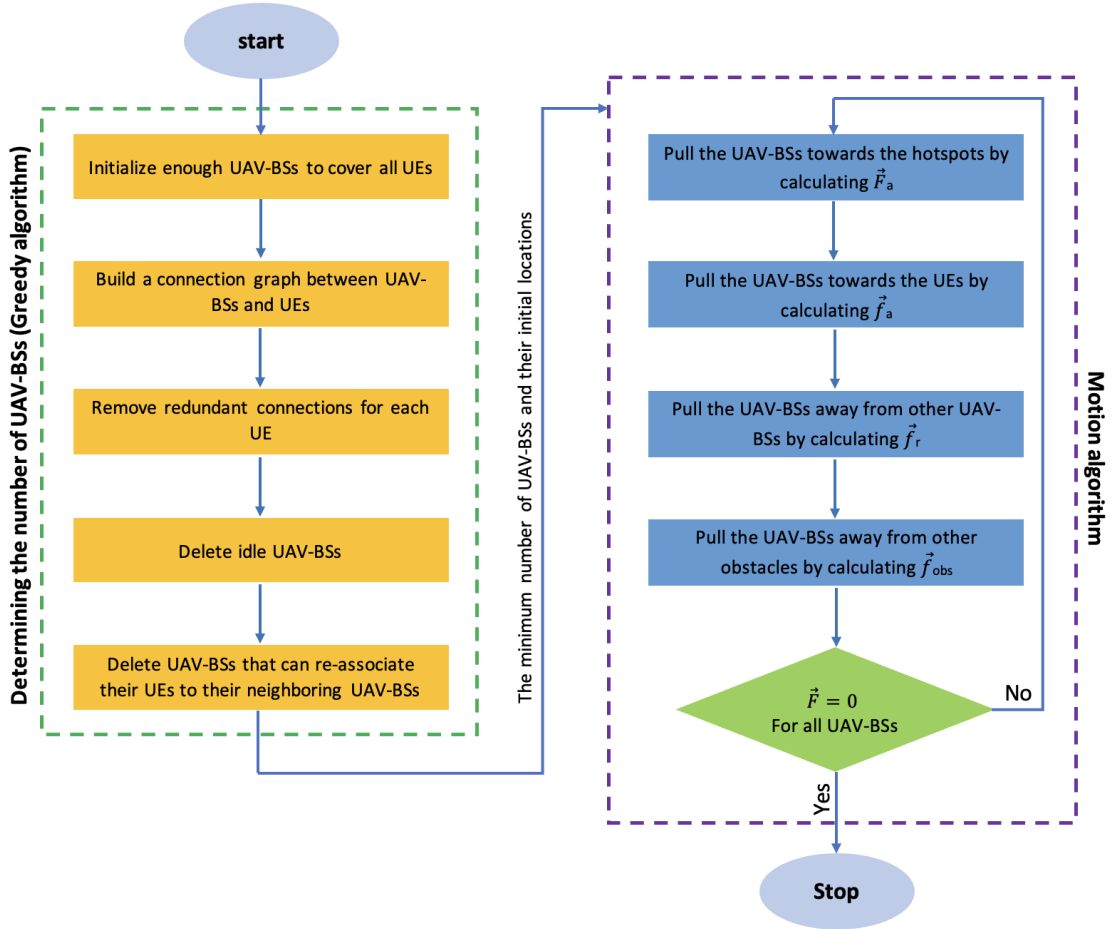 start
Determining the number of UAV-BSs (Greedy algorithm)
Initialize enough UAV-BSs to cover all UEs
Build a connection graph between UAV-
BSs and UEs
Remove redundant connections for each
UE
Delete idle UAV-BSs
Delete UAV-BSs that can re-associate
their UEs to their neighboring UAV-BSs
The minimum number of UAV-BSs and their initial locations
Pull the UAV-BSs towards the hotspots by
calculating F⃗a
Pull the UAV-BSs towards the UEs by
calculating f⃗a
Pull the UAV-BSs away from other UAV-
BSs by calculating f⃗r
Pull the UAV-BSs away from other
obstacles by calculating f⃗obs
F⃗ = 0
For all UAV-BSs
No
Yes
Motion algorithm
Stop